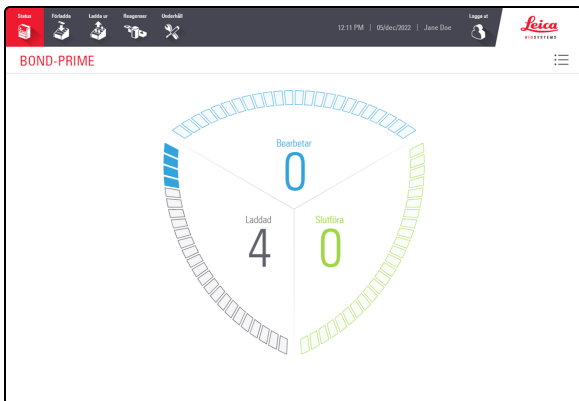 Status Förladda Ladda ur Reagenser Underhåll
12:11 PM | 05/dec/2022 | Jane Doe
Logga ut
Leica
BIOSYSTEMS
BOND-PRIME
Bearbetar
0
Laddad
4
Slutföra
0